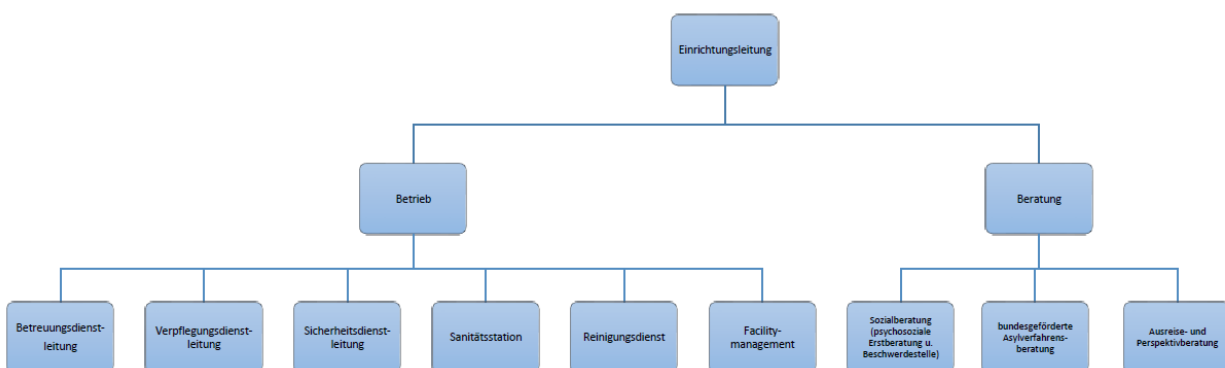 Einrichtungsleitung
Betrieb
Beratung
Betreuungsdienst-
leitung
Verpflegungsdienst-
leitung
Sicherheitsdienst-
leitung
Sanitätsstation
Reinigungsdienst
Facility-
management
Sozialberatung
(psychosoziale
Erstberatung u.
Beschwerdestelle)
bundesgeförderte
Asylverfahrens-
beratung
Ausreise- und
Perspektivberatung